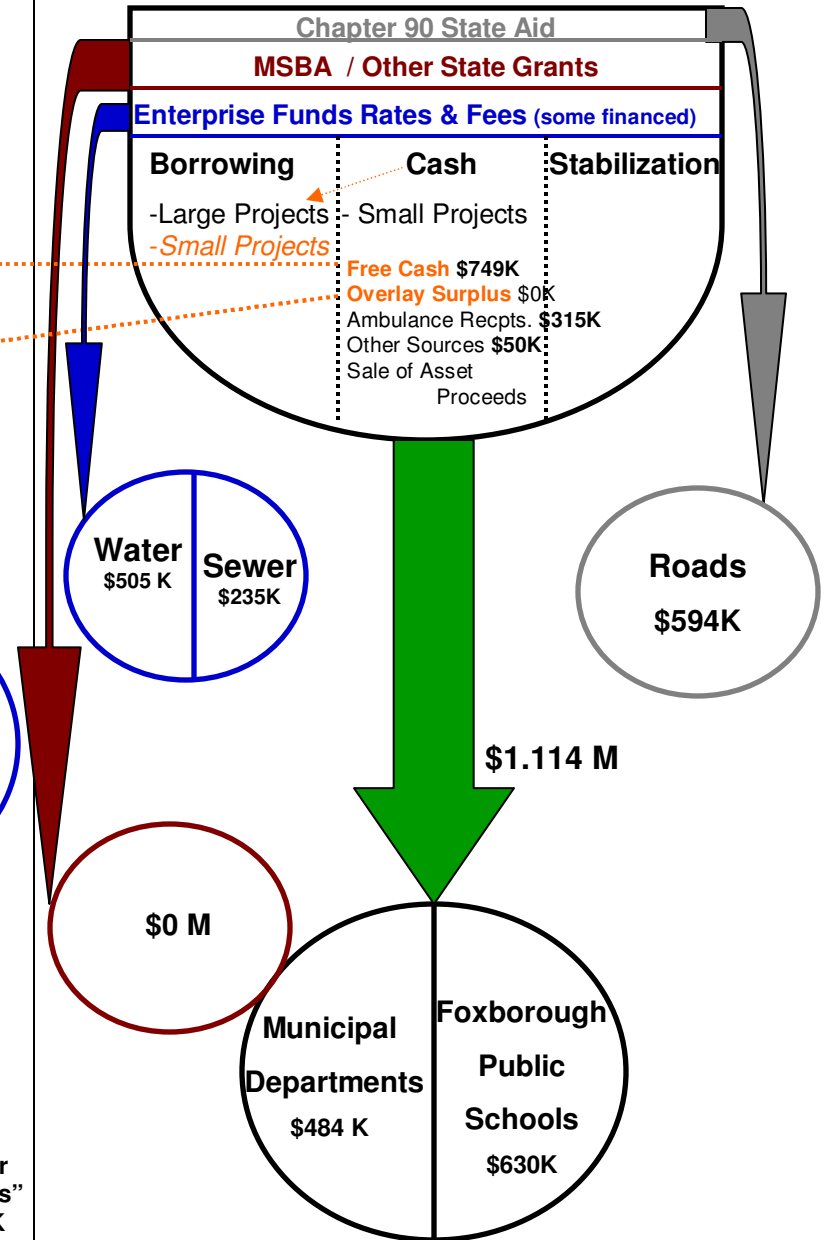 Chapter 90 State Aid
MSBA / Other State Grants
Enterprise Funds Rates & Fees (some financed)
Borrowing
-Large Projects
-Small Projects
Cash
- Small Projects
Free Cash $749K
Overlay Surplus $0K
Ambulance Recpts. $315K
Other Sources $50K
Sale of Asset
Proceeds
Stabilization
Water
$505 K
Sewer
$235K
Roads
$594K
$1.114 M
$0 M
Municipal
Departments
$484 K
Foxborough
Public
Schools
$630K
r
s”
K